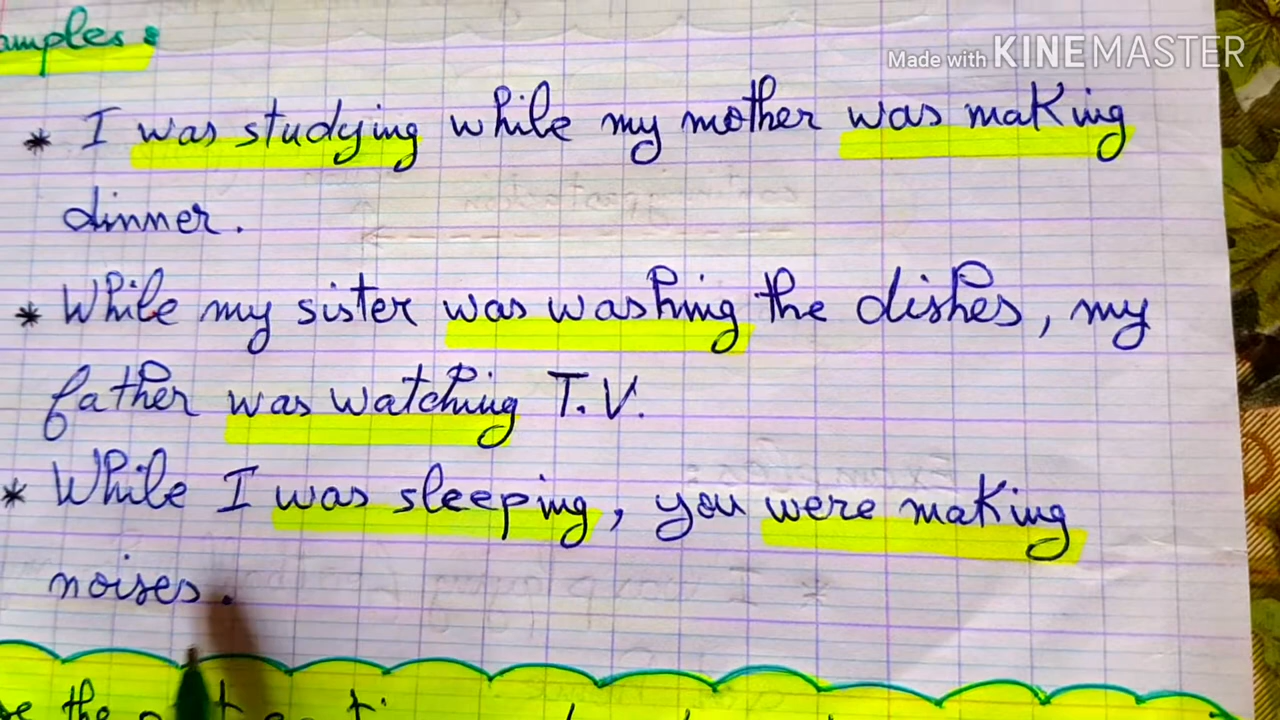 Made with KINEMASTER
amples:
* I was studying while my mother was making
dinner.
* While my sister was washing the dishes, my
father was watching T.V.
* While I was sleeping, you were making
noises.
the